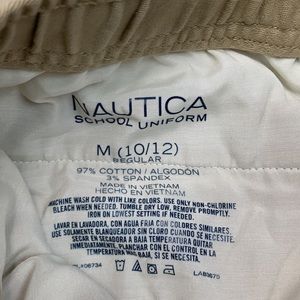 NAUTICA
SCHOOL UNIFORM
M (10/12)
REGULAR
97% COTTON / ALGODÓN
3% SPANDEX
MADE IN VIETNAM
HECHO EN VIETNAM
MACHINE WASH COLD WITH LIKE COLORS. USE ONLY NON-CHLORINE
BLEACH WHEN NEEDED. TUMBLE DRY LOW, REMOVE PROMPTLY.
IRON ON LOWEST SETTING IF NEEDED.
LAVAR EN LAVADORA, CON AGUA FRIA CON COLORES SIMILARES.
USE SOLAMENTE BLANQUEADOR SIN CLORO CUANDO SE NECESITE.
SECAR EN SECADORA A BAJA TEMPERATURA QUITAR
INMEDIATAMENTE. PLANCHAR CON EL CONTROL EN LA
TEMPERATURA MAS BAJA, SI ES NECESARIO.